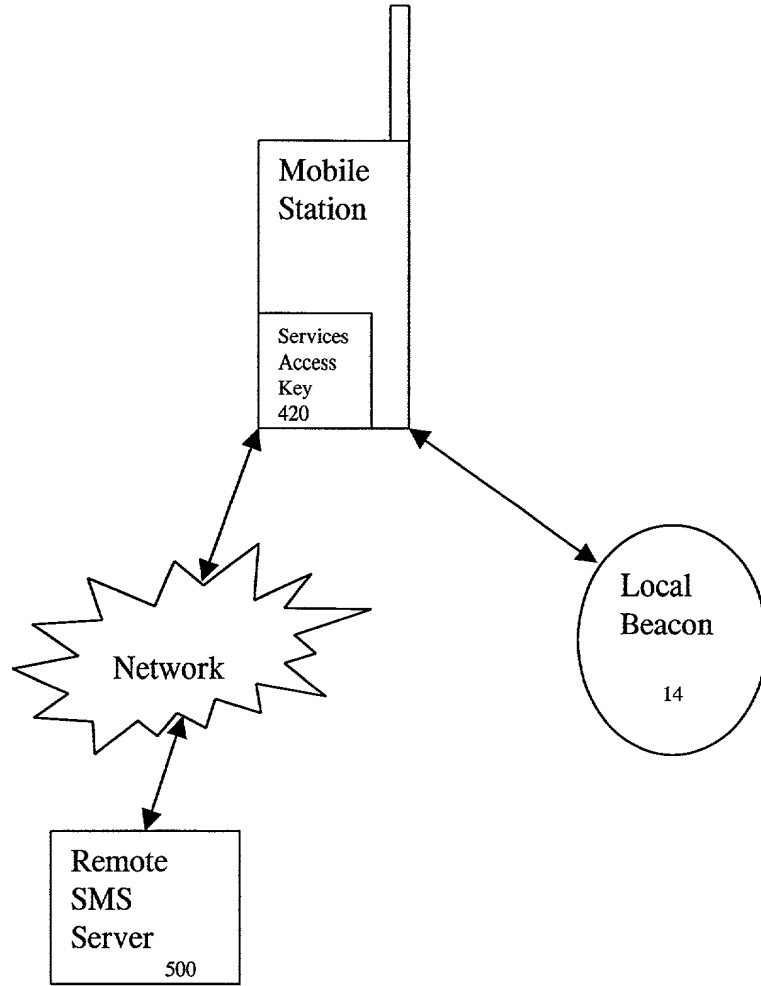 Mobile
Station
Services
Access
Key
420
Local
Beacon
14
Network
Remote
SMS
Server
500